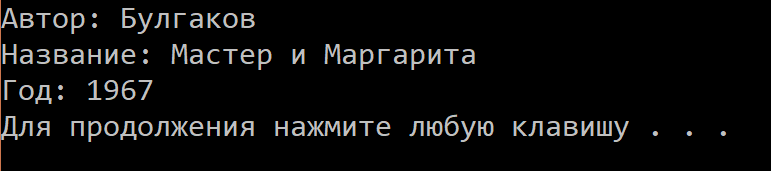 Автор: Булгаков
Название: Мастер и Маргарита
Год: 1967
Для продолжения нажмите любую клавишу . . .